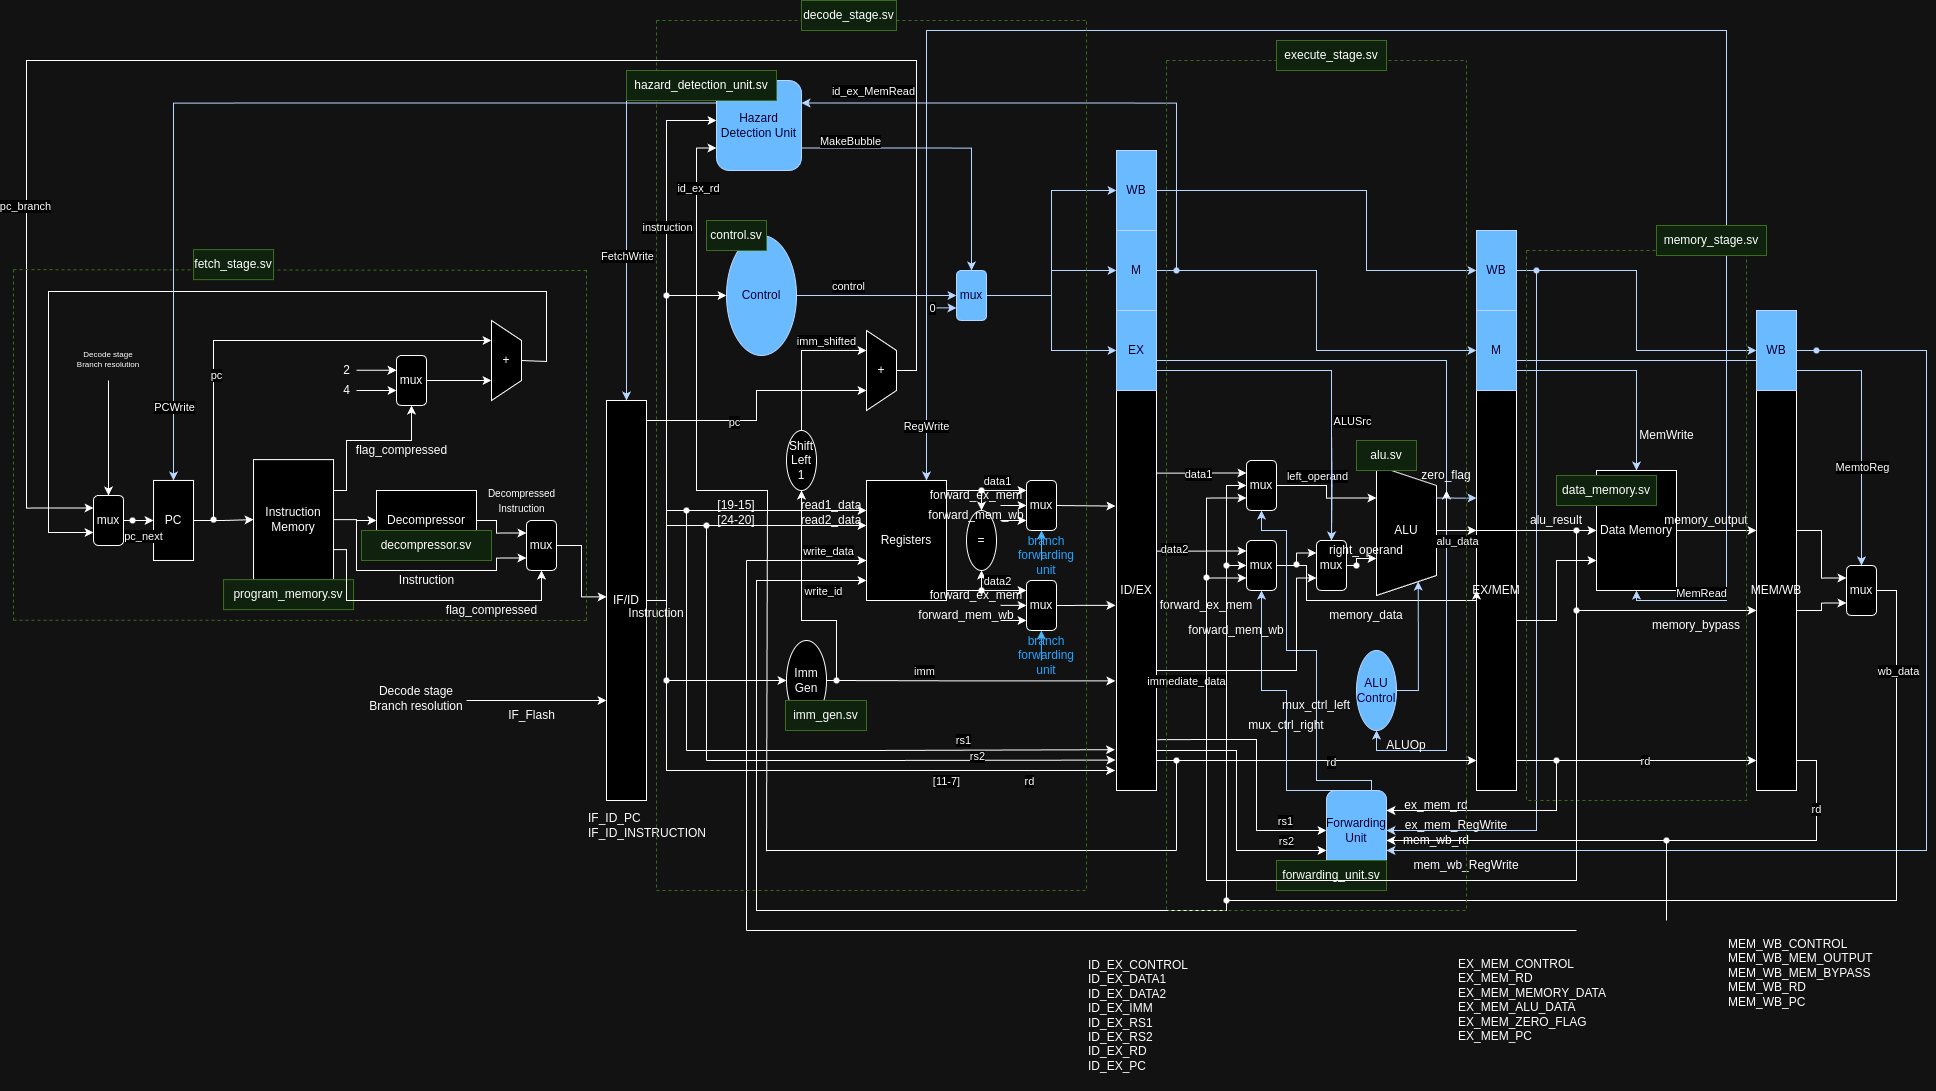 decode_stage.sv
execute_stage.sv
hazard_detection_unit.sv
id_ex_MemRead
Hazard
Detection Unit
MakeBubble
id_ex_rd
WB
pc_branch
instruction
control.sv
memory_stage.sv
fetch_stage.sv
FetchWrite
M
WB
Control
control
mux
0
imm_shifted
EX
M
WB
Decode stage
Branch resolution
2
4
mux
+
pc
+
PCWrite
pc
RegWrite
ALUSrc
MemWrite
flag_compressed
Shift
Left
1
alu.sv
zero_flag
MemtoReg
data1
data1
mux
left_operand
data_memory.sv
Decompressed
Instruction
forward_ex_mem
mux
[19-15]
read1_data
forward_mem_wb
[24-20]
read2_data
mux
pc_next
PC
Instruction
Memory
Decompressor
decompressor.sv
mux
Registers
=
branch
forwarding
unit
ALU
alu_result
alu_data
Data Memory
memory_output
write_data
data2
right_operand
mux
mux
Instruction
program_memory.sv
flag_compressed
IF/ID
Instruction
write_id
data2
forward_ex_mem
mux
forward_mem_wb
branch
forwarding
unit
ID/EX
forward_ex_mem
forward_mem_wb
memory_data
EX/MEM
MemRead
memory_bypass
MEM/WB
mux
wb_data
Decode stage
Branch resolution
IF_Flash
Imm
Gen
imm_gen.sv
imm
immediate_data
mux_ctrl_left
mux_ctrl_right
ALU
Control
ALUOp
rs1
rs2
[11-7]
rd
rd
rd
rd
IF_ID_PC
IF_ID_INSTRUCTION
rs1
rs2
Forwarding
Unit
ex_mem_rd
ex_mem_RegWrite
mem_wb_rd
mem_wb_RegWrite
forwarding_unit.sv
ID_EX_CONTROL
ID_EX_DATA1
ID_EX_DATA2
ID_EX_IMM
ID_EX_RS1
ID_EX_RS2
ID_EX_RD
ID_EX_PC
EX_MEM_CONTROL
EX_MEM_RD
EX_MEM_MEMORY_DATA
EX_MEM_ALU_DATA
EX_MEM_ZERO_FLAG
EX_MEM_PC
MEM_WB_CONTROL
MEM_WB_MEM_OUTPUT
MEM_WB_MEM_BYPASS
MEM_WB_RD
MEM_WB_PC